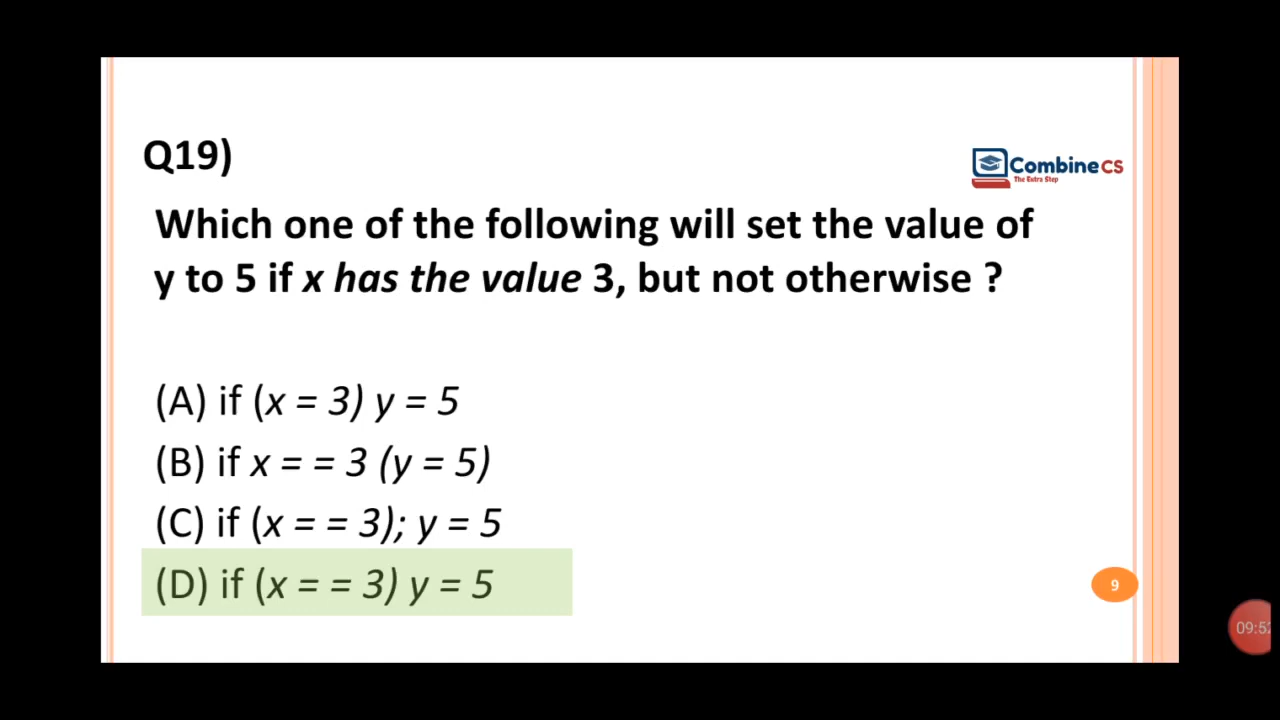 Q19)
Combine CS
The Extra Step
Which one of the following will set the value of
y to 5 if x has the value 3, but not otherwise ?
(A) if (x = 3) y = 5
(B) if x = = 3 (y = 5)
(C) if (x = = 3); y = 5
(D) if (x = = 3) y = 5
9
09:52